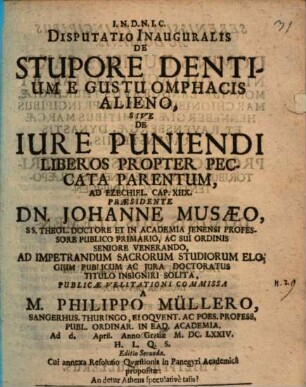 I. N. D. N. I. C.
DISPUTATIO INAUGURALIS
DE
STUPORE DENTI-
UM E GUSTU OMPHACIS
ALIENO,
SIVE
DE
IURE PUNIENDI
LIBEROS PROPTER PEC-
CATA PARENTUM,
AD EZECHIEL. CAP. XIIX.
PRÆSIDENTE
DN. JOHANNE MUSÆO,
SS. THEOL. DOCTORE ET IN ACADEMIA JENENSI PROFES-
SORE PUBLICO PRIMARIO, AC SUI ORDINIS
SENIORE VENERANDO,
AD IMPETRANDUM SACRORUM STUDIORUM ELO-
GIUM PUBLICUM AC JURA DOCTORATUS
TITULO INSIGNIRI SOLITA,
PUBLICÆ VELITATIONI COMMISSA
A
M. PHILIPPO MÜLLERO,
SANGERHUS. THURINGO, ELOQVENT. AC POES. PROFESS.
PUBL. ORDINAR. IN EAD. ACADEMIA.
Ad d. April. Anno Gratiæ M DC. LXXIV.
H. L. Q. S.
Editio Secunda.
Cui annexa Resolutio Quæstionis in Panegyri Academicâ
propositæ:
An detur Atheus speculativè talis?